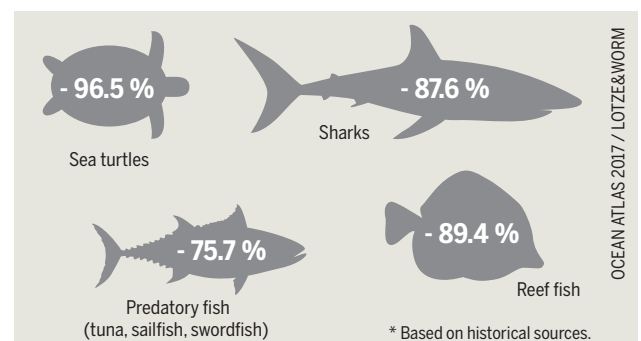 - 96.5 %
Sea turtles
- 87.6 %
Sharks
- 75.7 %
Predatory fish
(tuna, sailfish, swordfish)
- 89.4 %
Reef fish
* Based on historical sources.
OCEAN ATLAS 2017 / LOTZE&WORM